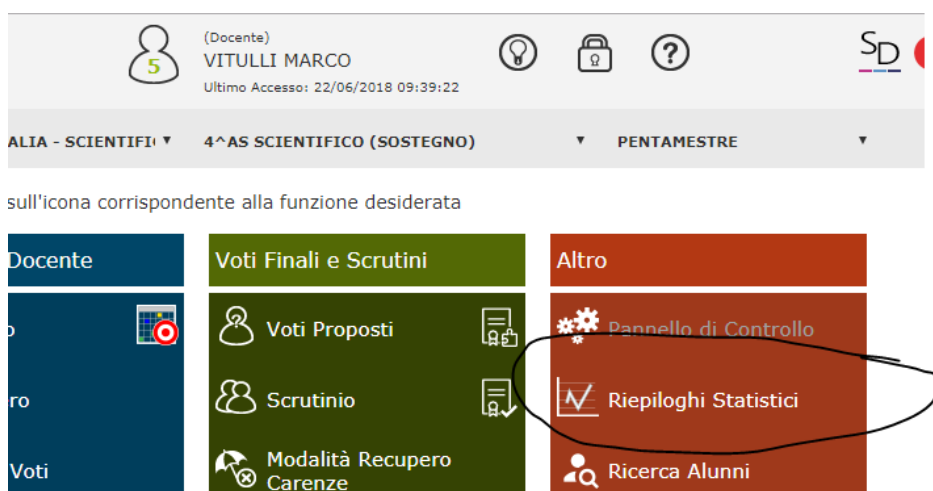 (Docente)
VITULLI MARCO
Ultimo Accesso: 22/06/2018 09:39:22
5
SD
ALIA - SCIENTIFI
4^AS SCIENTIFICO (SOSTEGNO)
PENTAMESTRE
sull'icona corrispondente alla funzione desiderata
Docente
Voti Finali e Scrutini
Altro
Voti Proposti
Pannello di Controllo
ro
Scrutinio
Riepiloghi Statistici
Voti
Modalità Recupero
Carenze
Ricerca Alunni